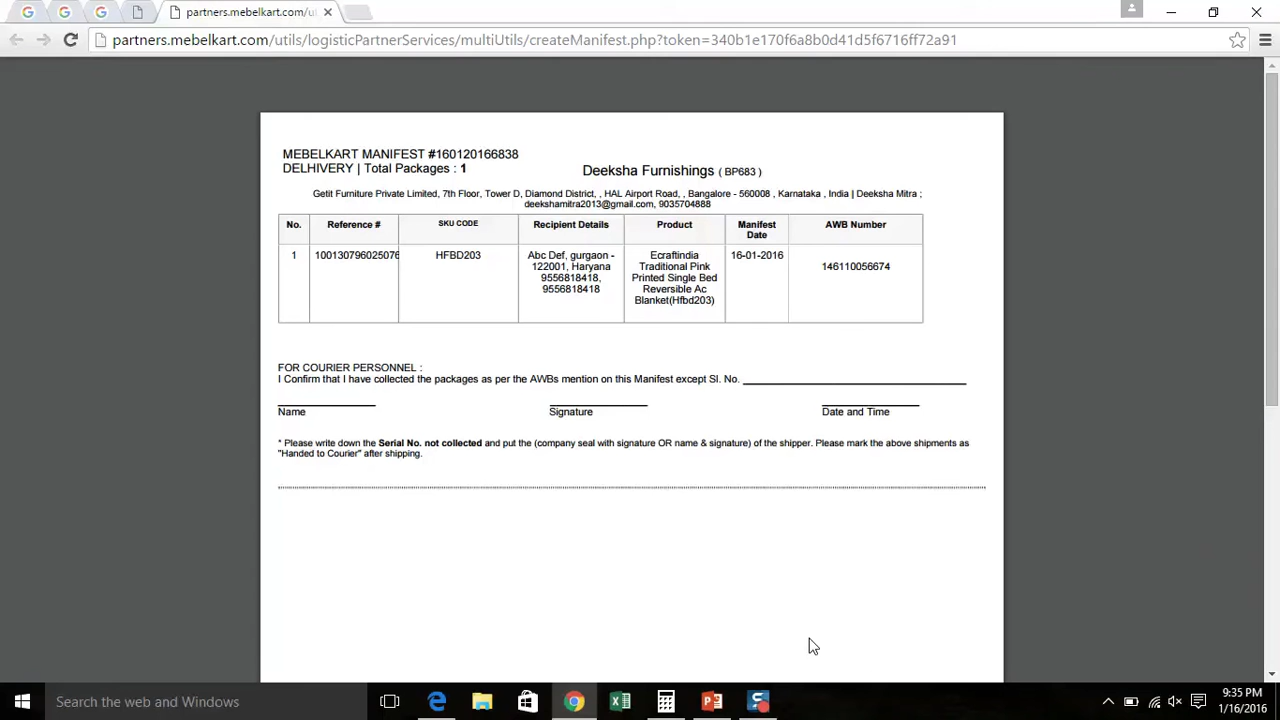 partners.mebelkart.com/ut
partners.mebelkart.com/utils/logisticPartnerServices/multiUtils/createManifest.php?token=340b1e170f6a8b0d41d5f6716ff72a91
MEBELKART MANIFEST #160120166838
DELHIVERY | Total Packages : 1
Deeksha Furnishings ( BP683 )
Getit Furniture Private Limited, 7th Floor, Tower D, Diamond District, , HAL Airport Road, , Bangalore - 560008 , Karnataka , India | Deeksha Mitra ;
deekshamitra2013@gmail.com, 9035704888
No. Reference # SKU CODE Recipient Details Product Manifest Date AWB Number
1 100130796025076 HFBD203 Abc Def, gurgaon - 16-01-2016
122001, Haryana
9556818418,
9556818418
Ecraftindia
Traditional Pink
Printed Single Bed
Reversible Ac
Blanket(Hfbd203)
146110056674
FOR COURIER PERSONNEL :
I Confirm that I have collected the packages as per the AWBs mention on this Manifest except Sl. No.
Name Signature Date and Time
* Please write down the Serial No. not collected and put the (company seal with signature OR name & signature) of the shipper. Please mark the above shipments as
"Handed to Courier" after shipping.
Search the web and Windows
9:35 PM
1/16/2016